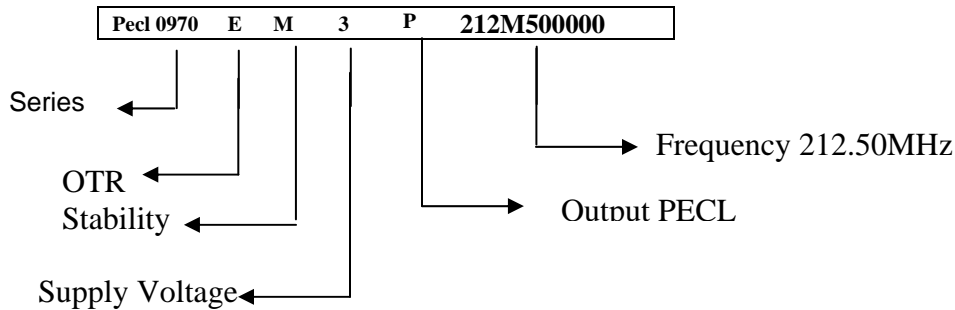 Pecl 0970 E M 3 P 212M500000
Series
Frequency 212.50MHz
OTR
Output PECL
Stability
Supply Voltage